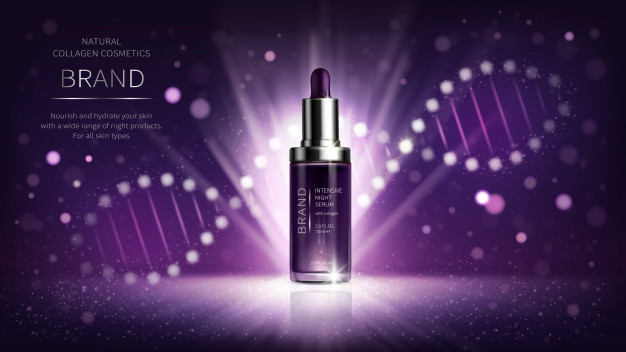 NATURAL
COLLAGEN COSMETICS
BRAND
Nourish and hydrate your skin
with a wide range of night products.
For all skin types
BRAND
INTENSIVE
NIGHT
SERUM
with collagen